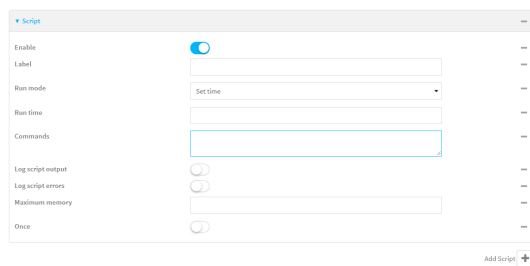 ▼ Script
Enable
Label
Run mode
Set time
Run time
Commands
Log script output
Log script errors
Maximum memory
Once
Add Script